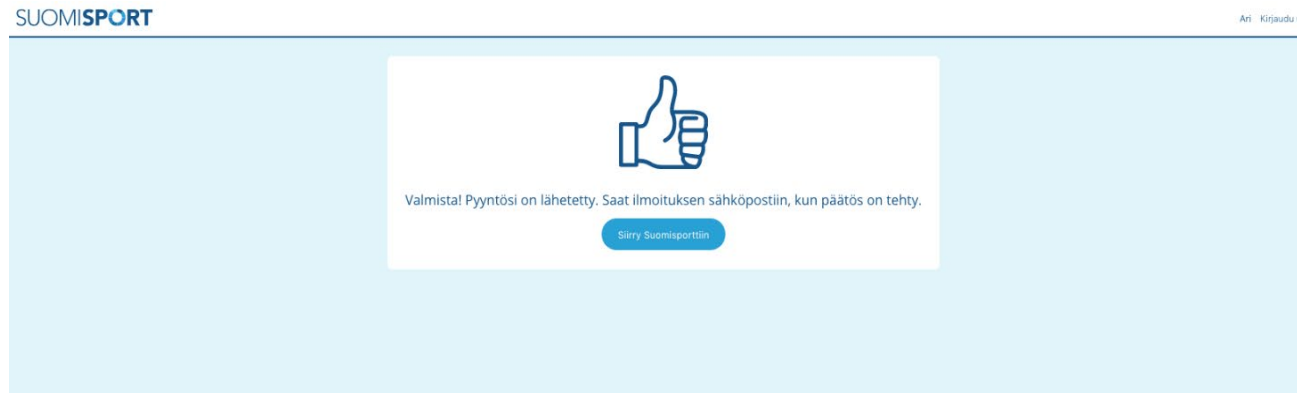 SUOMISPORT
Ari Kirjaudu
Valmista! Pyyntösi on lähetetty. Saat ilmoituksen sähköpostiin, kun päätös on tehty.
Siirry Suomisporttiin